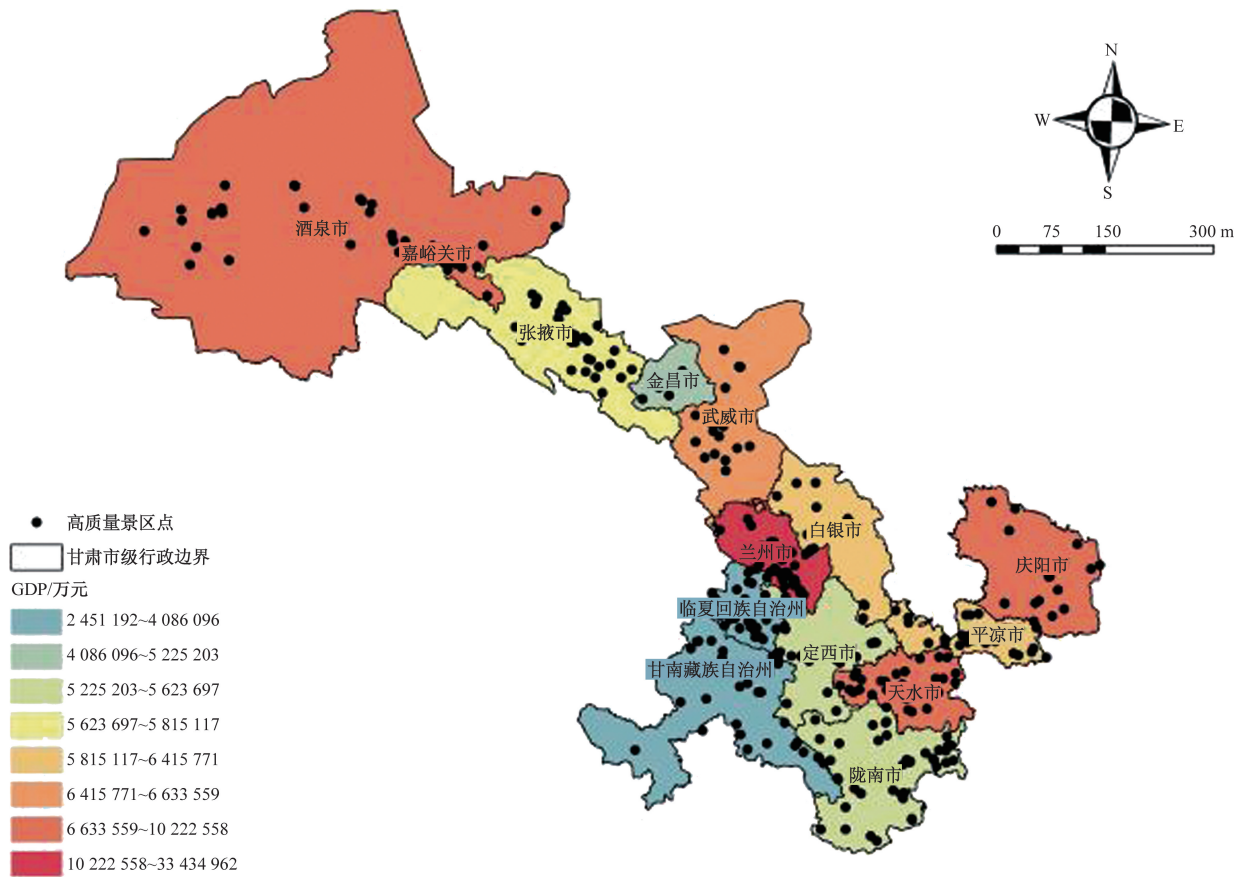 N
W
E
S
0 75 150 300 m
酒泉市
嘉峪关市
张掖市
金昌市
武威市
白银市
兰州市
庆阳市
临夏回族自治州
平凉市
定西市
甘南藏族自治州
天水市
陇南市
高质量景区点
甘肃市级行政边界
GDP/万元
2 451 192~4 086 096
4 086 096~5 225 203
5 225 203~5 623 697
5 623 697~5 815 117
5 815 117~6 415 771
6 415 771~6 633 559
6 633 559~10 222 558
10 222 558~33 434 962